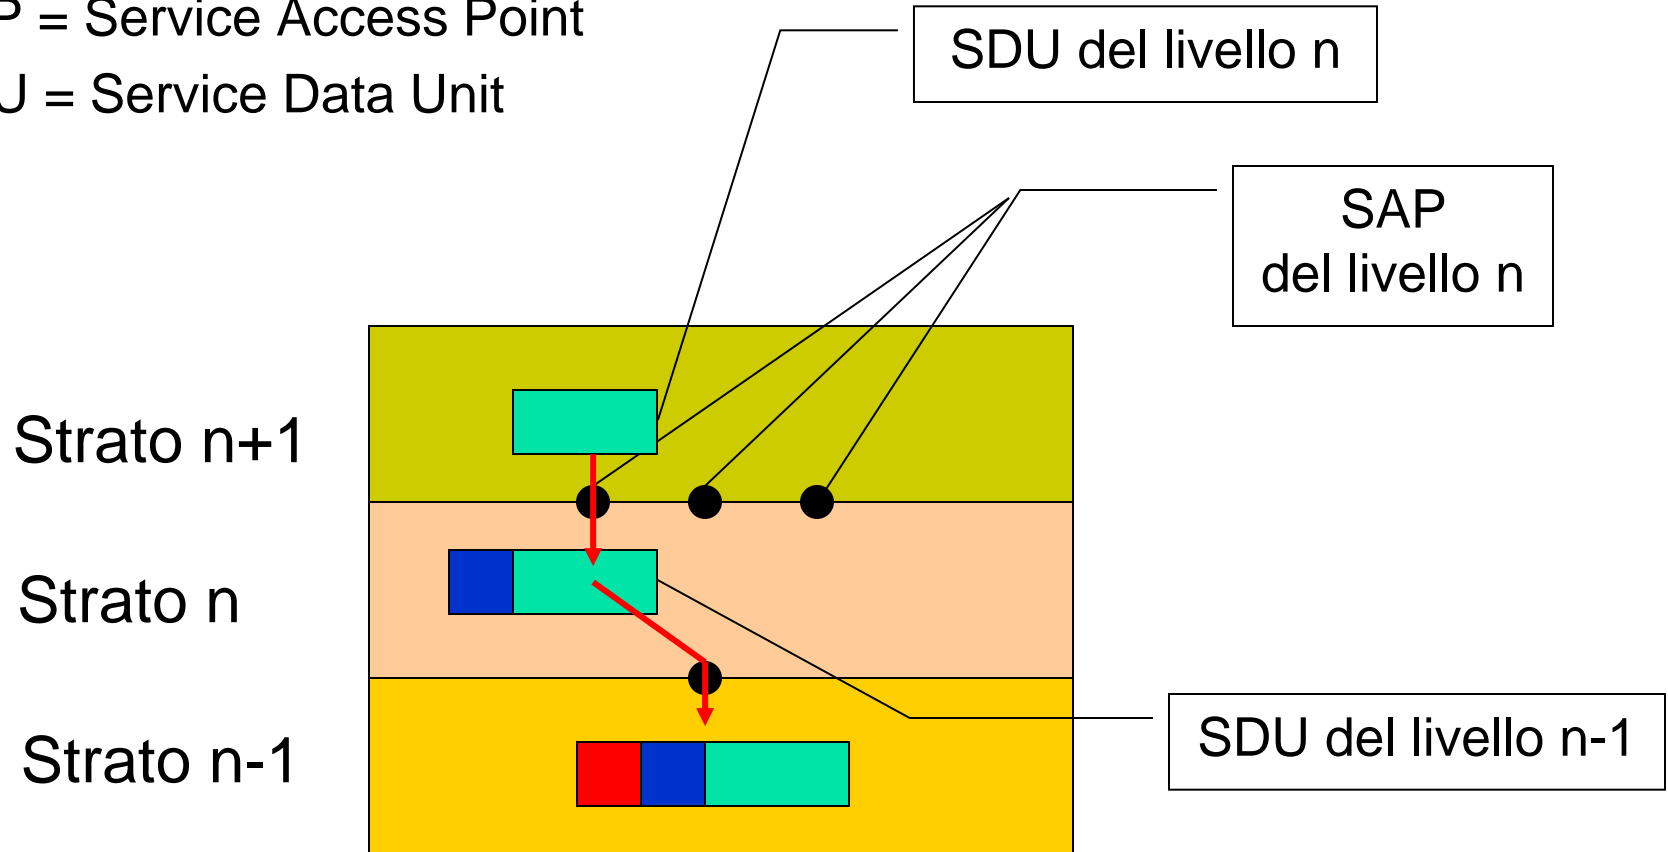 P = Service Access Point
U = Service Data Unit
SDU del livello n
SAP
del livello n
Strato n+1
Strato n
Strato n-1
SDU del livello n-1